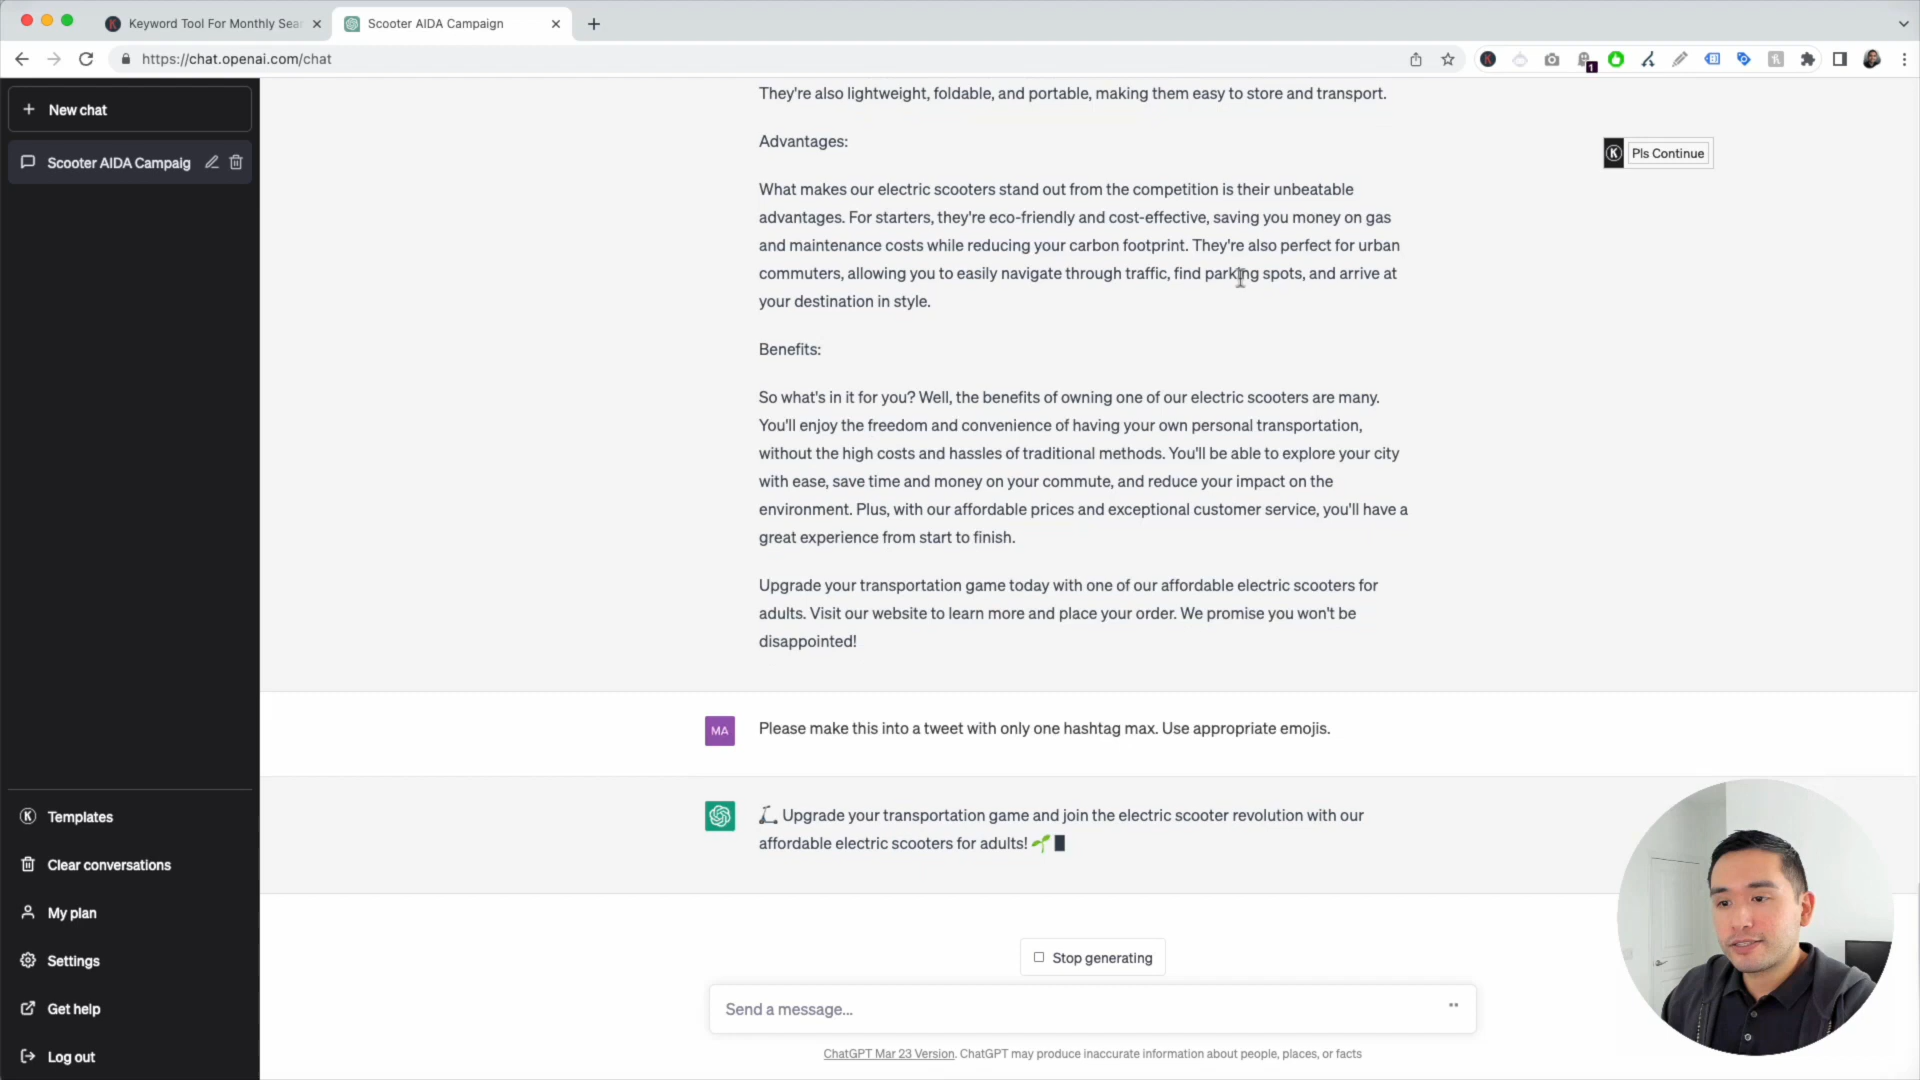 Keyword Tool For Monthly Sear
Scooter AIDA Campaign
https://chat.openai.com/chat
1
New chat
Scooter AIDA Campaig
They're also lightweight, foldable, and portable, making them easy to store and transport.
Advantages:
K Pls Continue
What makes our electric scooters stand out from the competition is their unbeatable
advantages. For starters, they're eco-friendly and cost-effective, saving you money on gas
and maintenance costs while reducing your carbon footprint. They're also perfect for urban
commuters, allowing you to easily navigate through traffic, find parking spots, and arrive at
your destination in style.
Benefits:
So what's in it for you? Well, the benefits of owning one of our electric scooters are many.
You'll enjoy the freedom and convenience of having your own personal transportation,
without the high costs and hassles of traditional methods. You'll be able to explore your city
with ease, save time and money on your commute, and reduce your impact on the
environment. Plus, with our affordable prices and exceptional customer service, you'll have a
great experience from start to finish.
Upgrade your transportation game today with one of our affordable electric scooters for
adults. Visit our website to learn more and place your order. We promise you won't be
disappointed!
MA Please make this into a tweet with only one hashtag max. Use appropriate emojis.
🛴 Upgrade your transportation game and join the electric scooter revolution with our
affordable electric scooters for adults! 🌱
K Templates
Clear conversations
My plan
Settings
Get help
Log out
Stop generating
Send a message...
ChatGPT Mar 23 Version. ChatGPT may produce inaccurate information about people, places, or facts